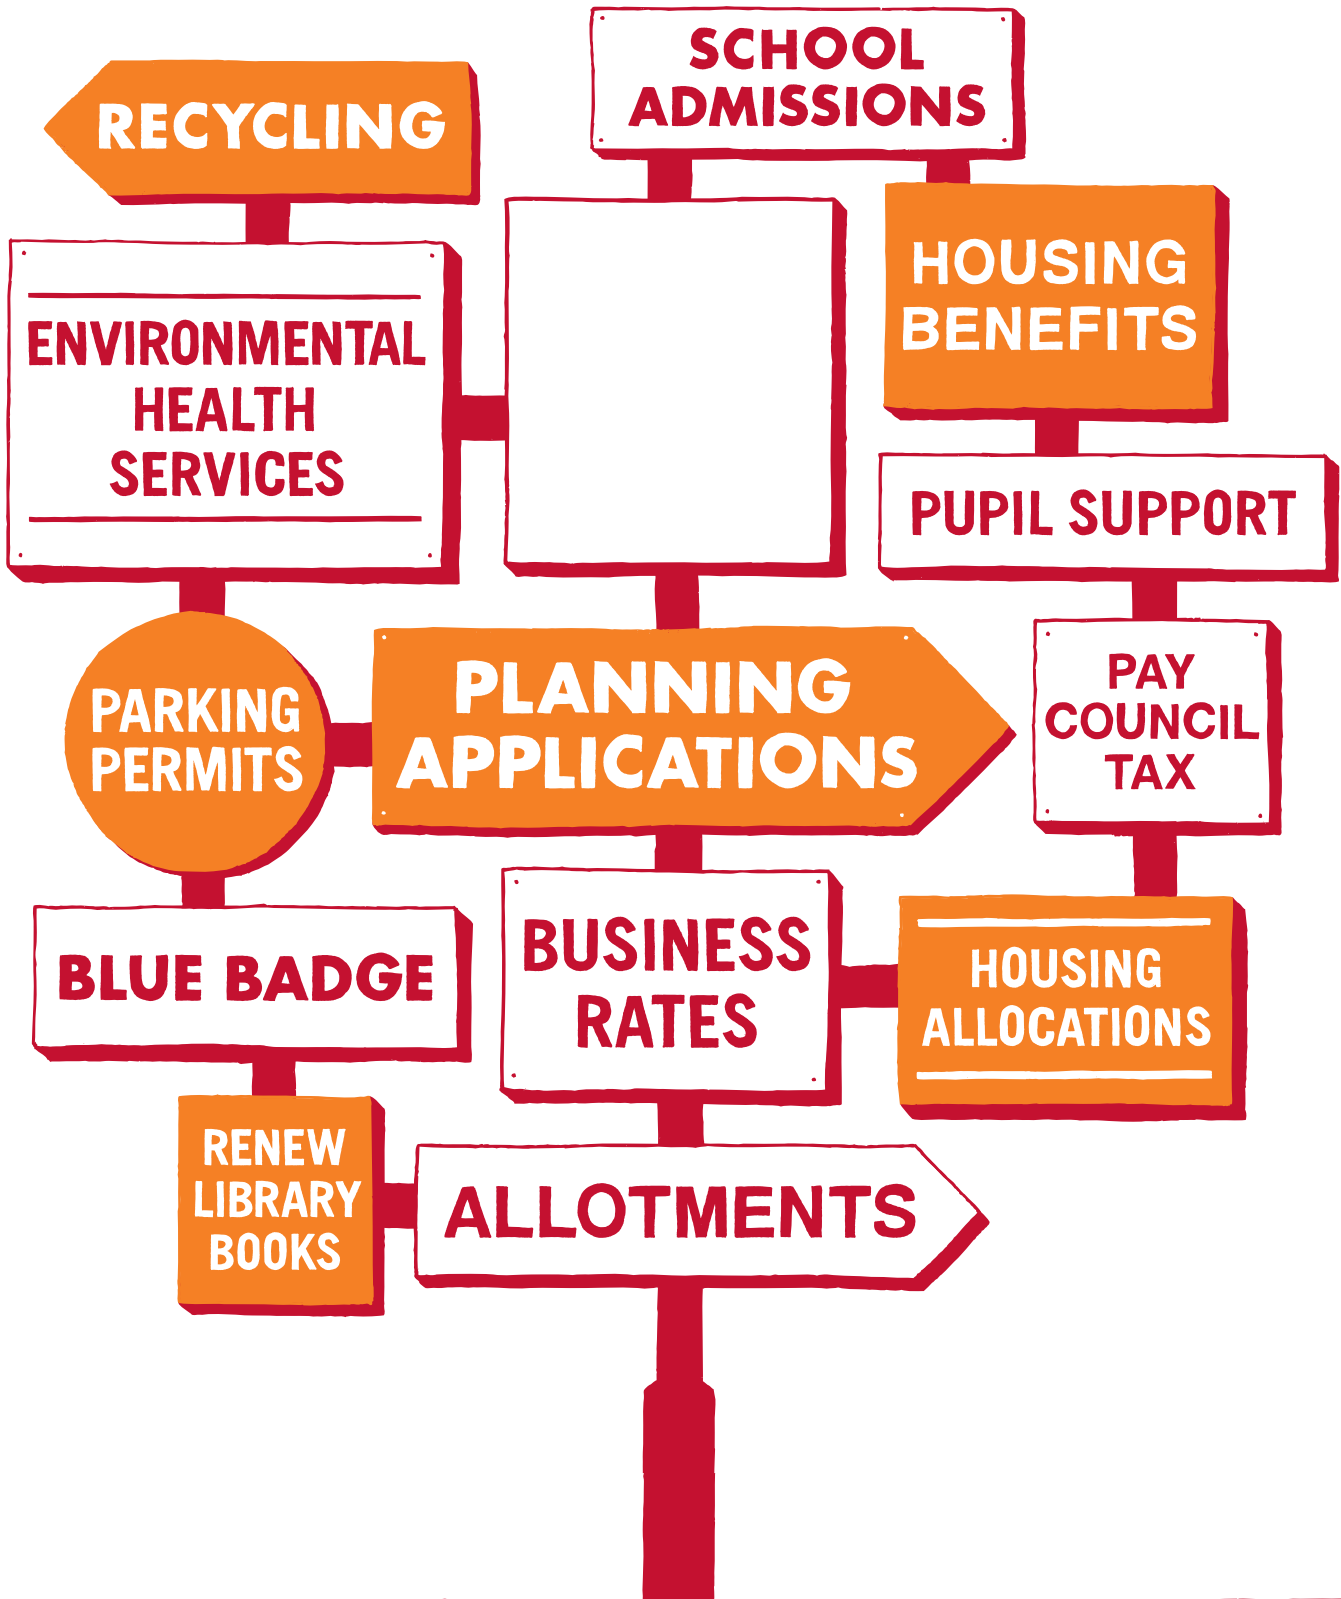 SCHOOL
ADMISSIONS
RECYCLING
HOUSING
BENEFITS
ENVIRONMENTAL
HEALTH
SERVICES
PUPIL SUPPORT
PARKING
PERMITS
PLANNING
APPLICATIONS
PAY
COUNCIL
TAX
BLUE BADGE
BUSINESS
RATES
HOUSING
ALLOCATIONS
RENEW
LIBRARY
BOOKS
ALLOTMENTS